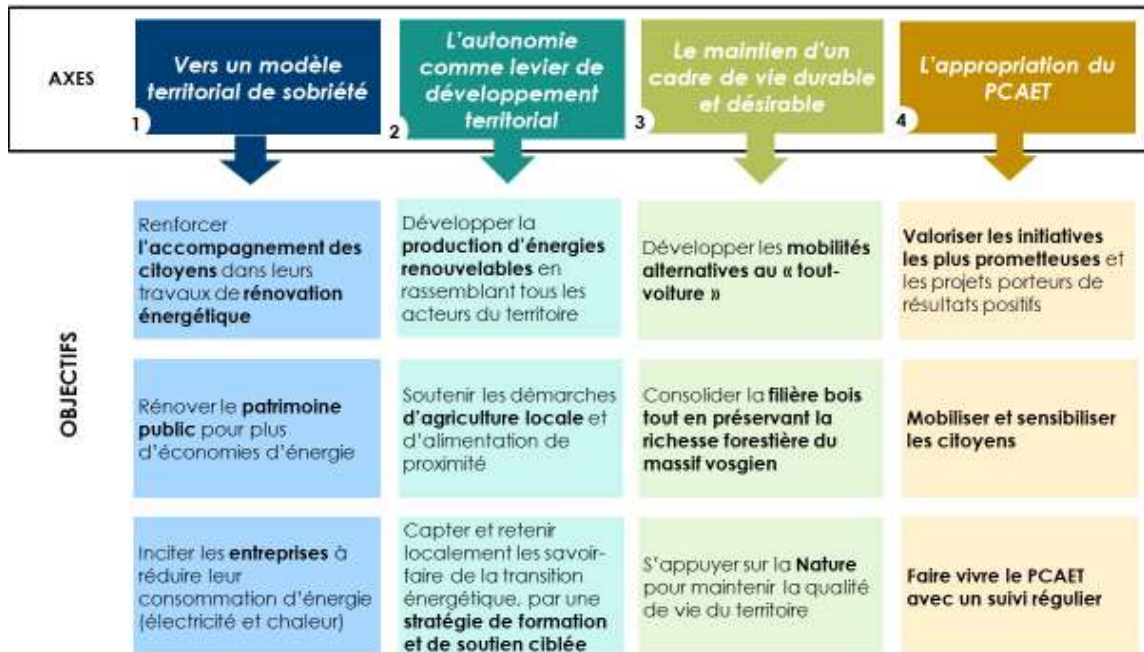 AXES
Vers un modèle
territorial de sobriété
1
L'autonomie
comme levier de
développement
territorial
2
Le maintien d'un
cadre de vie durable
et désirable
3
L'appropriation du
PCAET
4
OBJECTIFS
Renforcer
l'accompagnement des
citoyens dans leurs
travaux de rénovation
énergétique
Développer la
production d'énergies
renouvelables en
rassemblant tous les
acteurs du territoire
Développer les mobilités
alternatives au « tout-
voiture »
Valoriser les initiatives
les plus prometteuses et
les projets porteurs de
résultats positifs
Rénover le patrimoine
public pour plus
d'économies d'énergie
Soutenir les démarches
d'agriculture locale et
d'alimentation de
proximité
Consolider la filière bois
tout en préservant la
richesse forestière du
massif vosgien
Mobiliser et sensibiliser
les citoyens
Inciter les entreprises à
réduire leur
consommation d'énergie
(électricité et chaleur)
Capter et retenir
localement les savoir-
faire de la transition
énergétique, par une
stratégie de formation
et de soutien ciblée
S'appuyer sur la Nature
pour maintenir la qualité
de vie du territoire
Faire vivre le PCAET
avec un suivi régulier